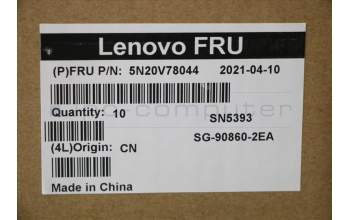 Lenovo FRU
(P)FRU P/N: 5N20V78044 2021-04-10
Quantity: 10
SN5393
SG-90860-2EA
(4L)Origin: CN
Made in China